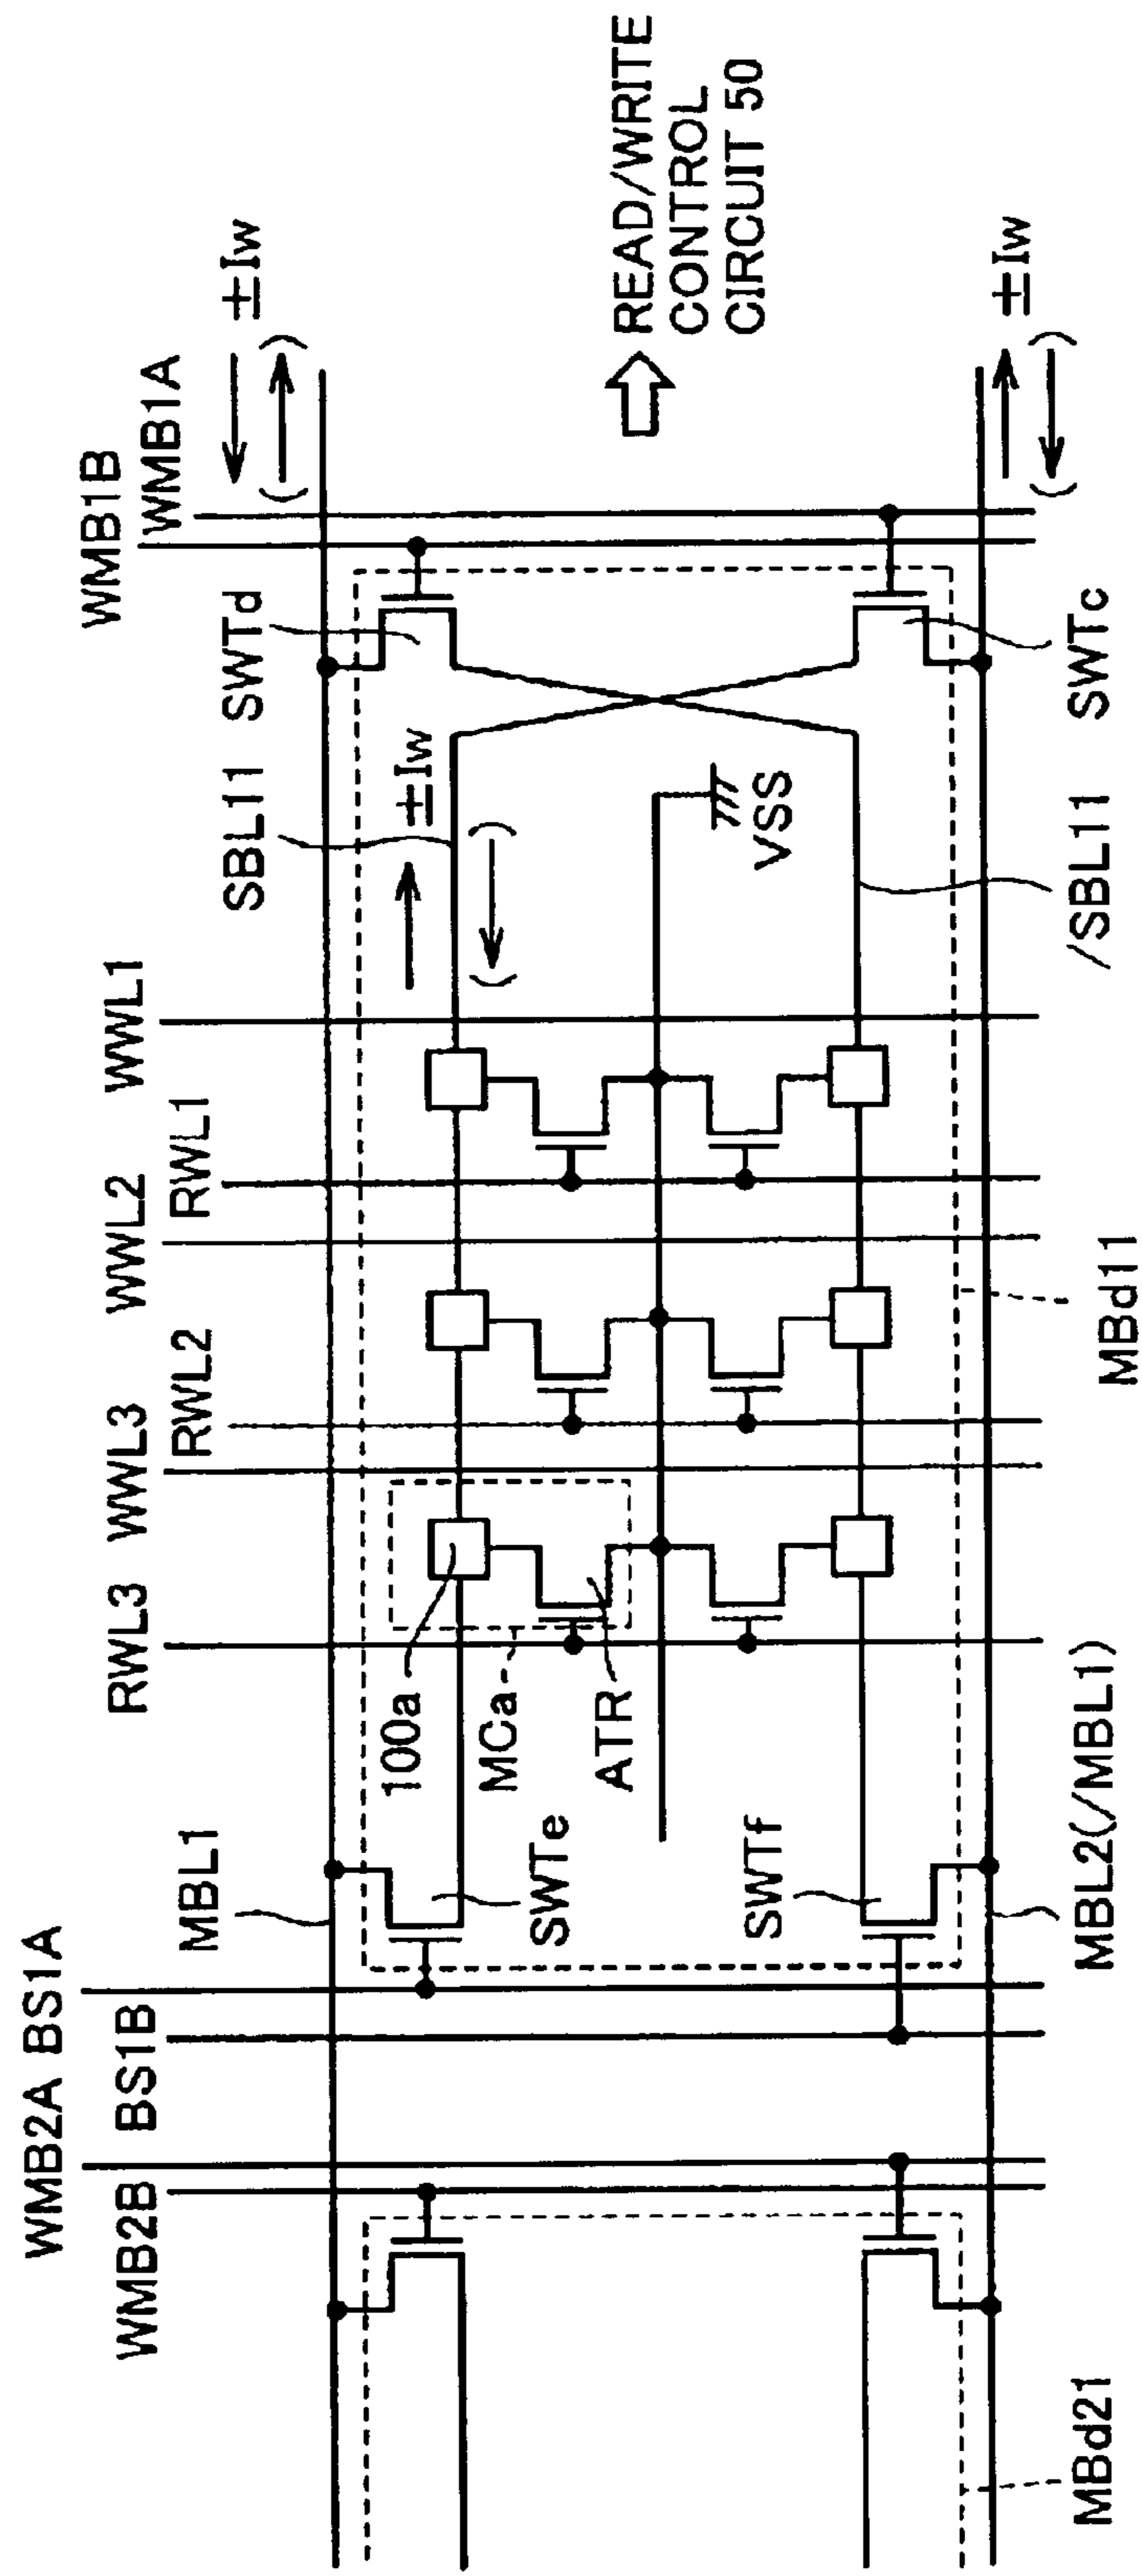 WMB2A BS1A
WMB2B
BS1B
MBL1
RWL3
WWL3
RWL2
WWL2
RWL1
WWL1
SBL11
SWTd
WMB1B
WMB1A
±Iw
±Iw
100a
MCa
ATR
SWTe
SWTf
VSS
READ/WRITE
CONTROL
CIRCUIT 50
MBd21
MBL2(/MBL1)
MBd11
/SBL11
SWTc
±Iw